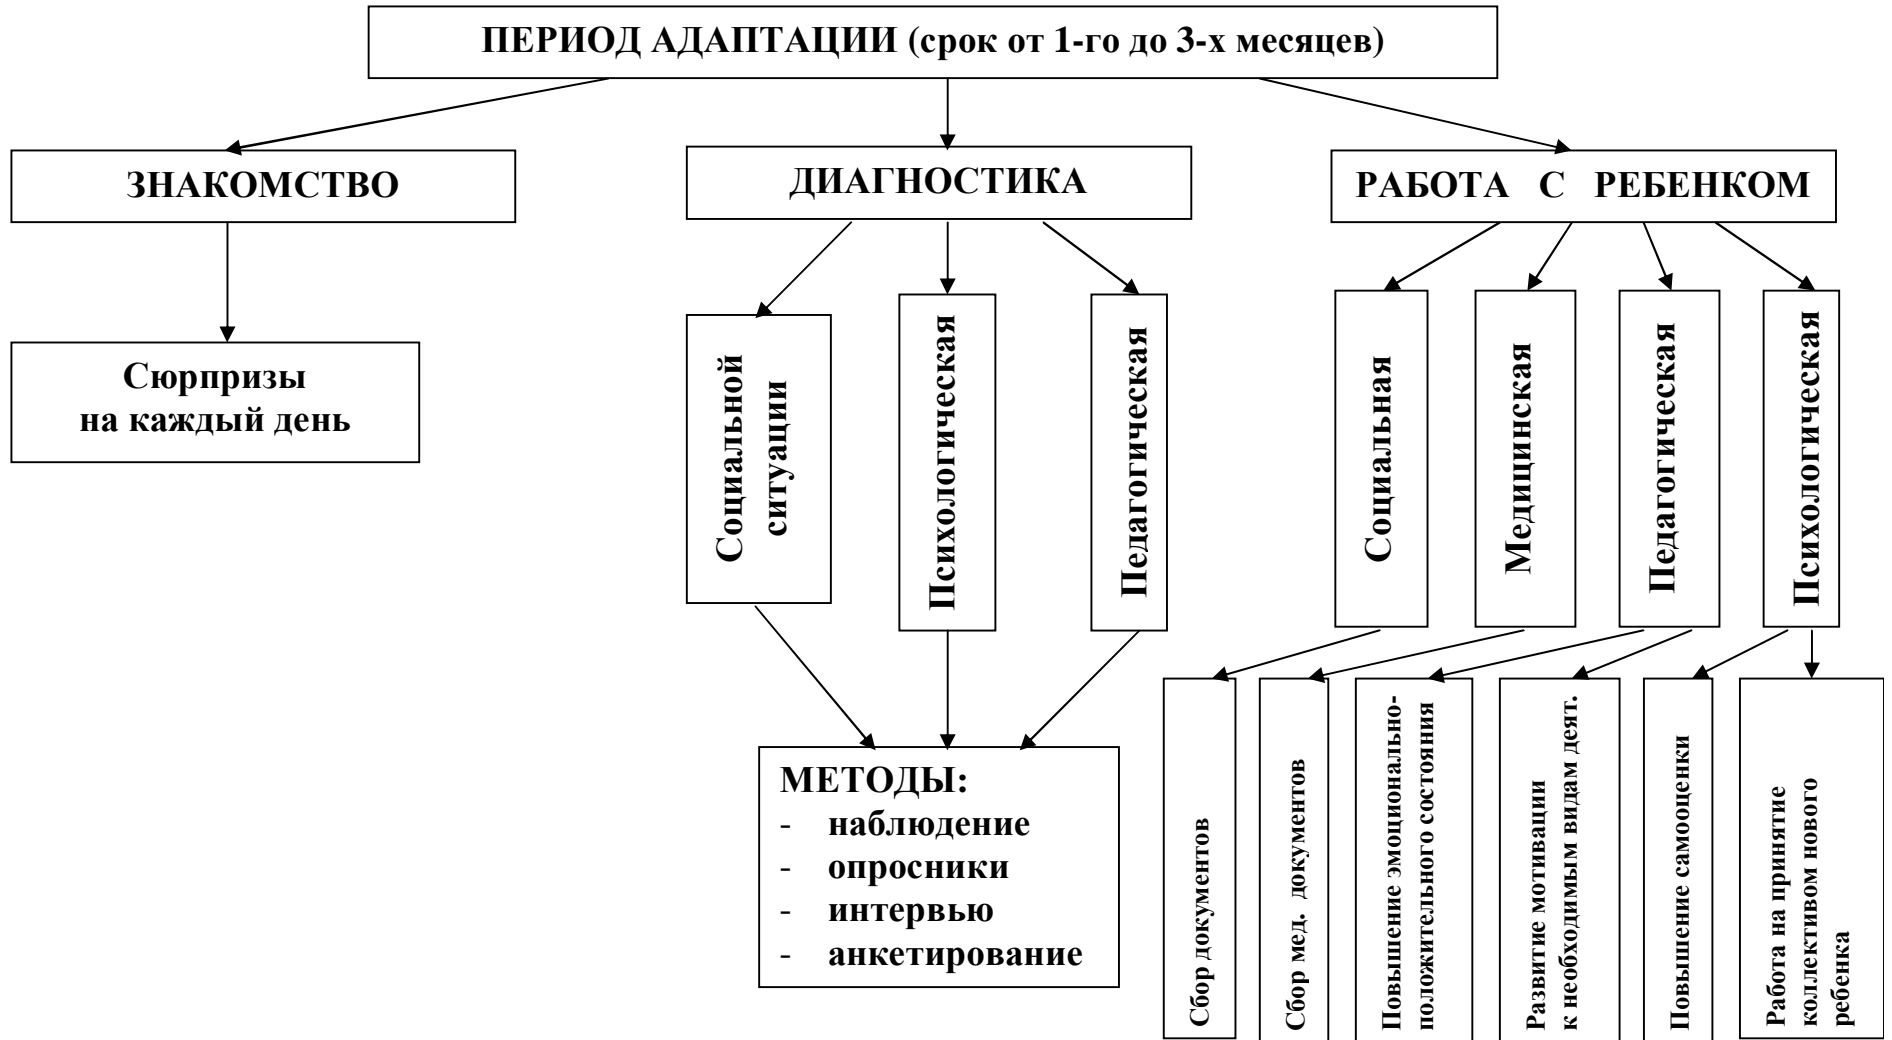 ПЕРИОД АДАПТАЦИИ (срок от 1-го до 3-х месяцев)
ЗНАКОМСТВО
ДИАГНОСТИКА
РАБОТА С РЕБЕНКОМ
Сюрпризы
на каждый день
Социальной
ситуации
Психологическая
Педагогическая
Социальная
Медицинская
Педагогическая
Психологическая
МЕТОДЫ:
- наблюдение
- опросники
- интервью
- анкетирование
Сбор документов
Сбор мед. документов
Повышение эмоционально-
положительного состояния
Развитие мотивации
к необходимым видам деят.
Повышение самооценки
Работа на принятие
коллективом нового
ребенка